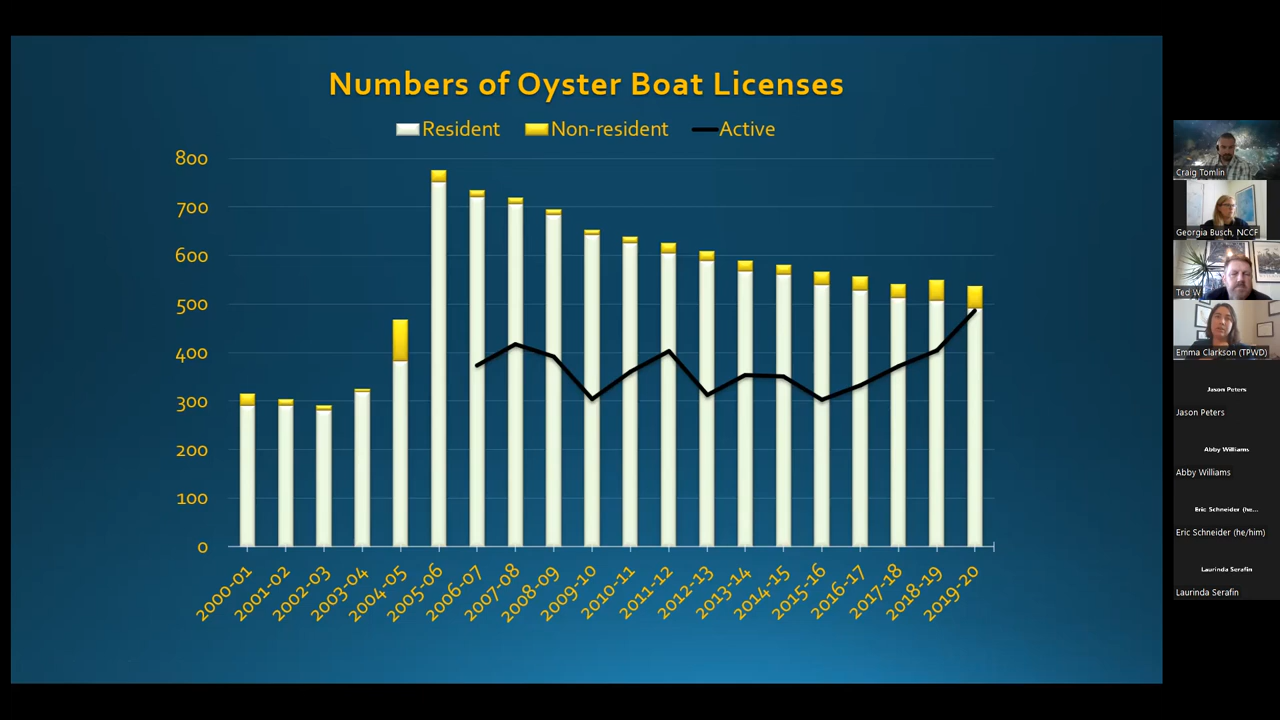 Numbers of Oyster Boat Licenses
Resident Non-resident Active
800
700
600
500
400
300
200
100
0
2000-01 2001-02 2002-03 2003-04 2004-05 2005-06 2006-07 2007-08 2008-09 2009-10 2010-11 2011-12 2012-13 2013-14 2014-15 2015-16 2016-17 2017-18 2018-19 2019-20
Craig Tomlin
Georgia Busch, NCCF
Ted W
Emma Clarkson (TPWD)
Jason Peters
Jason Peters
Abby Williams
Abby Williams
Eric Schneider (he...
Eric Schneider (he/him)
Laurinda Serafin
Laurinda Serafin